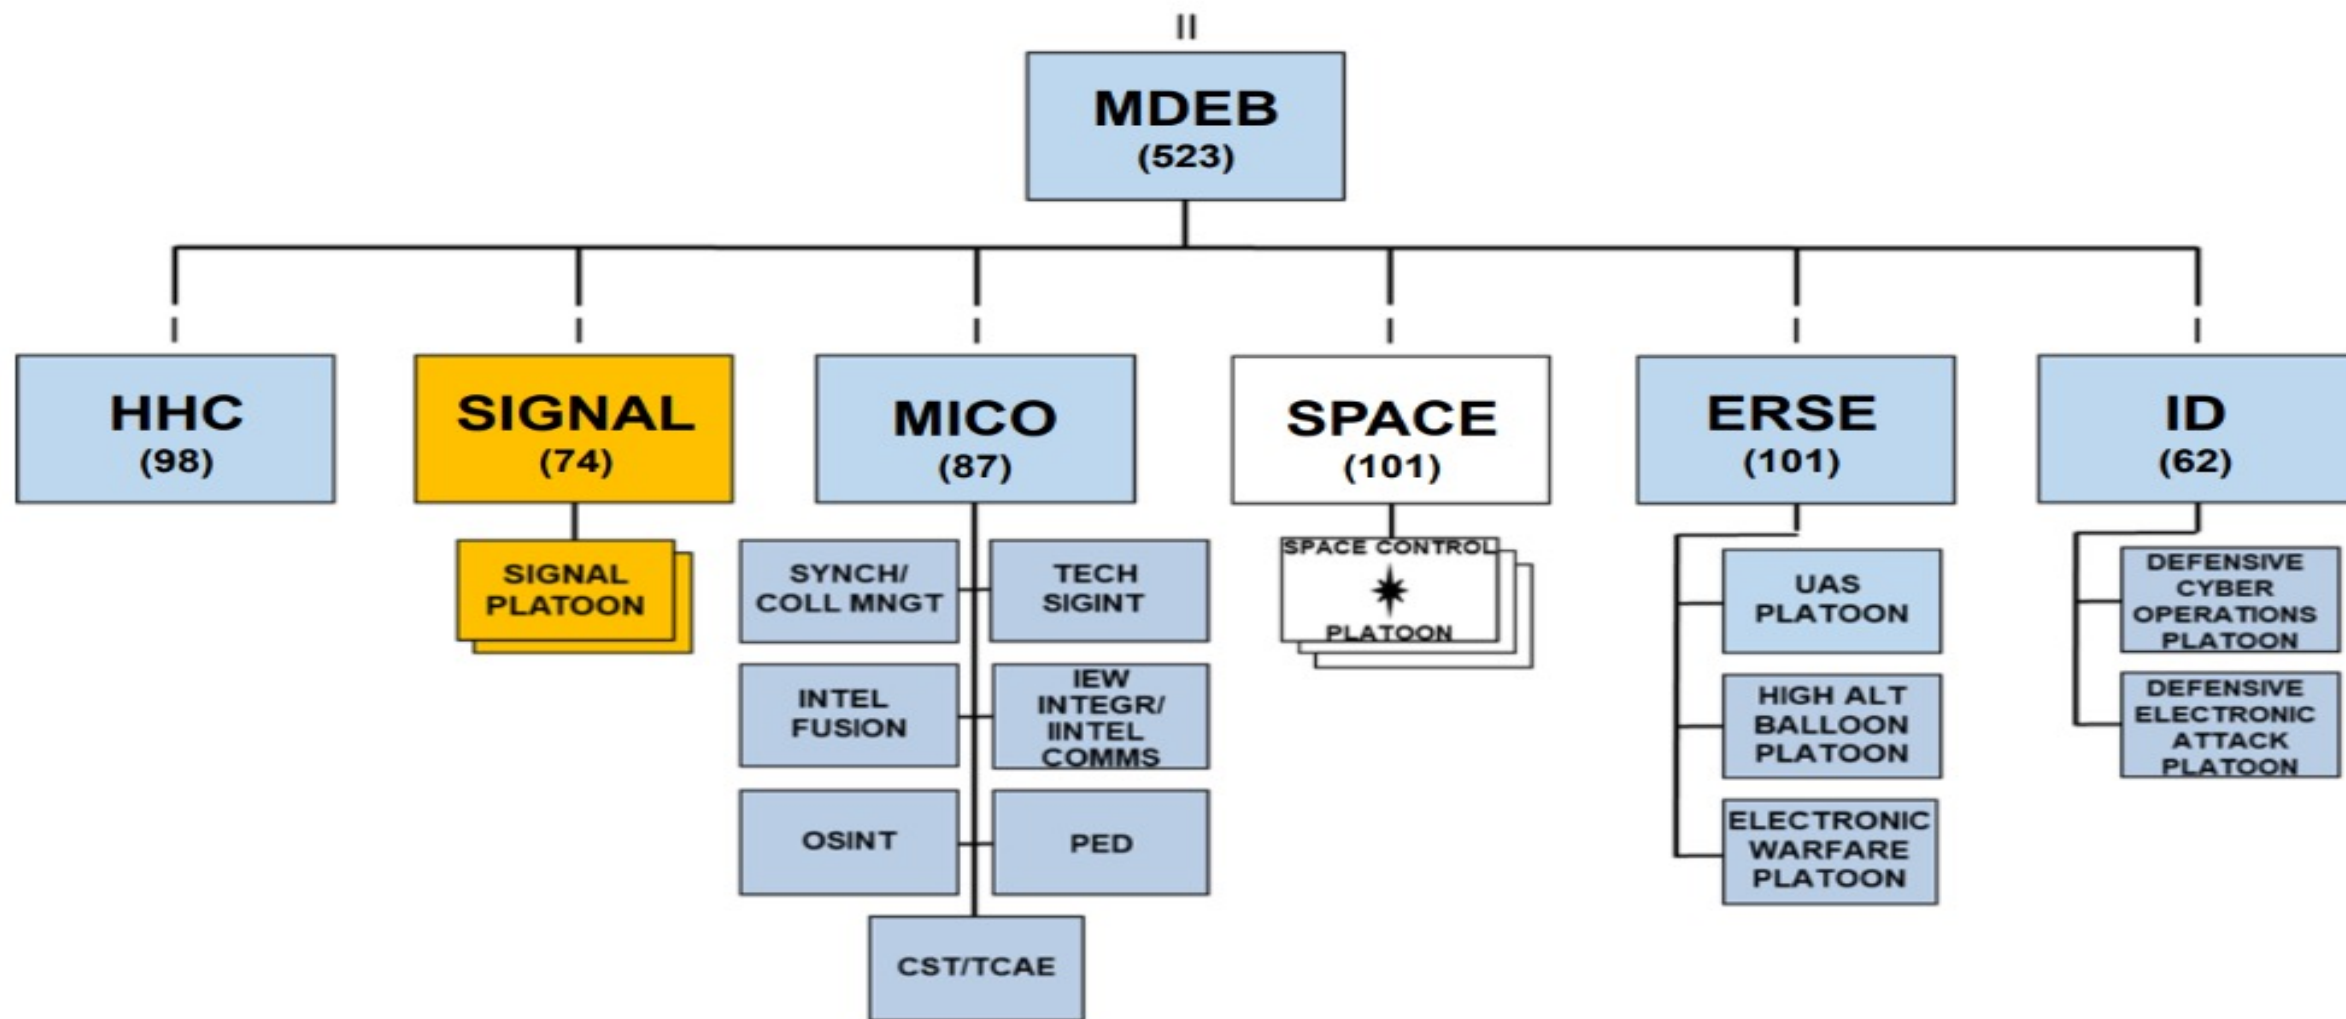 MDEB
(523)
HHC
(98)
SIGNAL
(74)
MICO
(87)
SPACE
(101)
ERSE
(101)
ID
(62)
SIGNAL
PLATOON
SYNCH/
COLL MNGT
TECH
SIGINT
INTEL
FUSION
IEW
INTEGR/
IINTEL
COMMS
OSINT
PED
CST/TCAE
SPACE CONTROL
PLATOON
UAS
PLATOON
HIGH ALT
BALLOON
PLATOON
ELECTRONIC
WARFARE
PLATOON
DEFENSIVE
CYBER
OPERATIONS
PLATOON
DEFENSIVE
ELECTRONIC
ATTACK
PLATOON